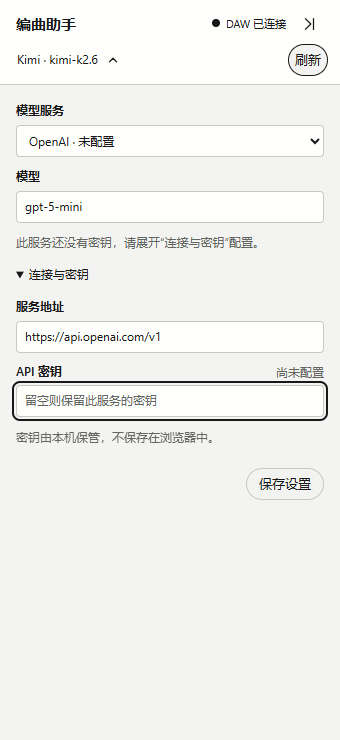 编曲助手
DAW 已连接
Kimi · kimi-k2.6
刷新
模型服务
OpenAI · 未配置
模型
gpt-5-mini
此服务还没有密钥，请展开“连接与密钥”配置。
▼ 连接与密钥
服务地址
https://api.openai.com/v1
API 密钥
尚未配置
留空则保留此服务的密钥
密钥由本机保管，不保存在浏览器中。
保存设置